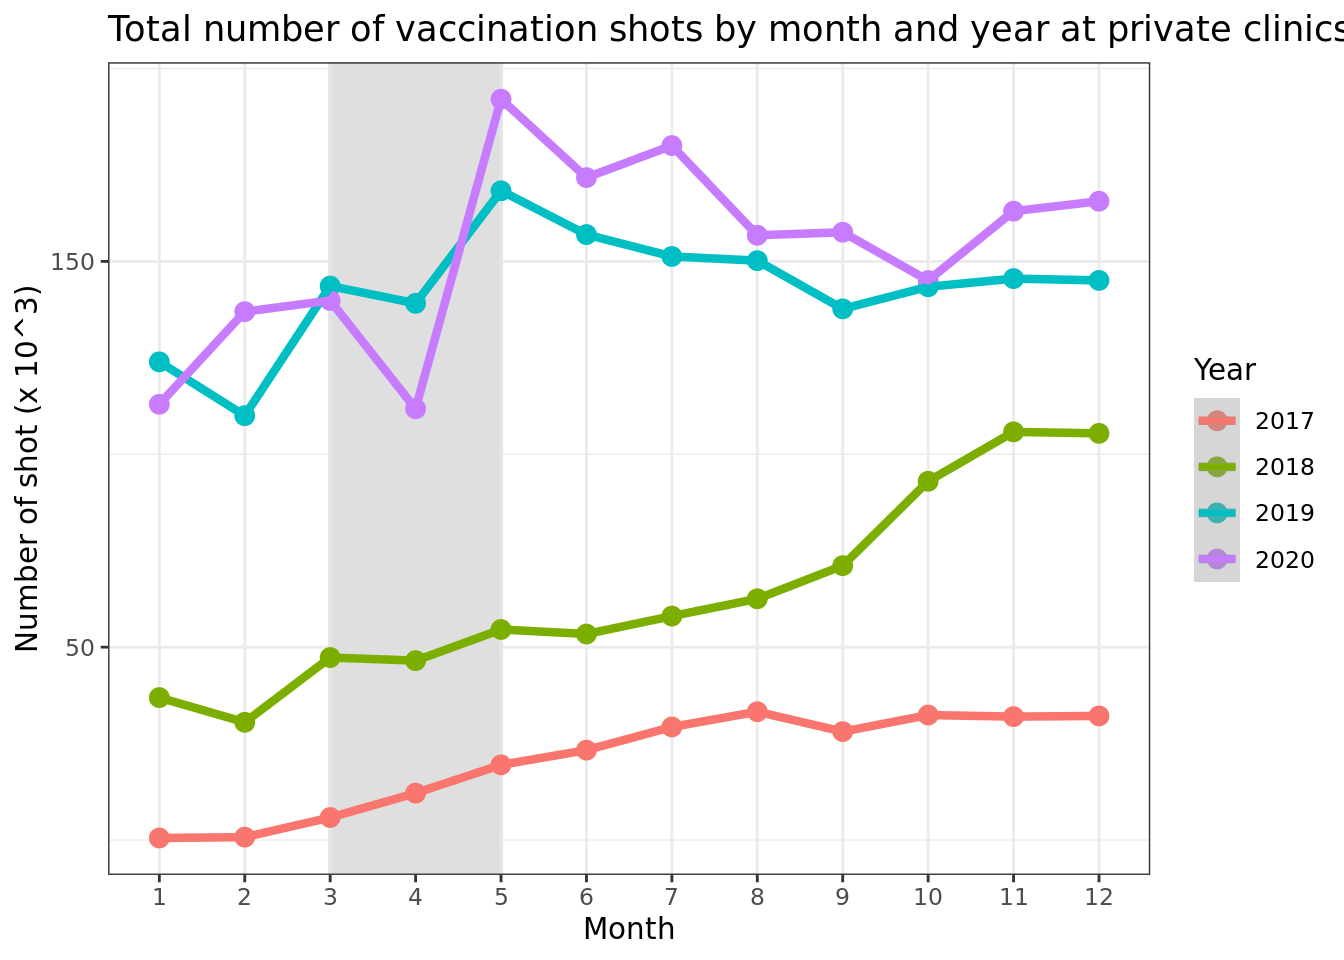 Total number of vaccination shots by month and year at private clinics
Number of shot (x 10^3)
150
50
1 2 3 4 5 6 7 8 9 10 11 12
Month
Year
2017
2018
2019
2020